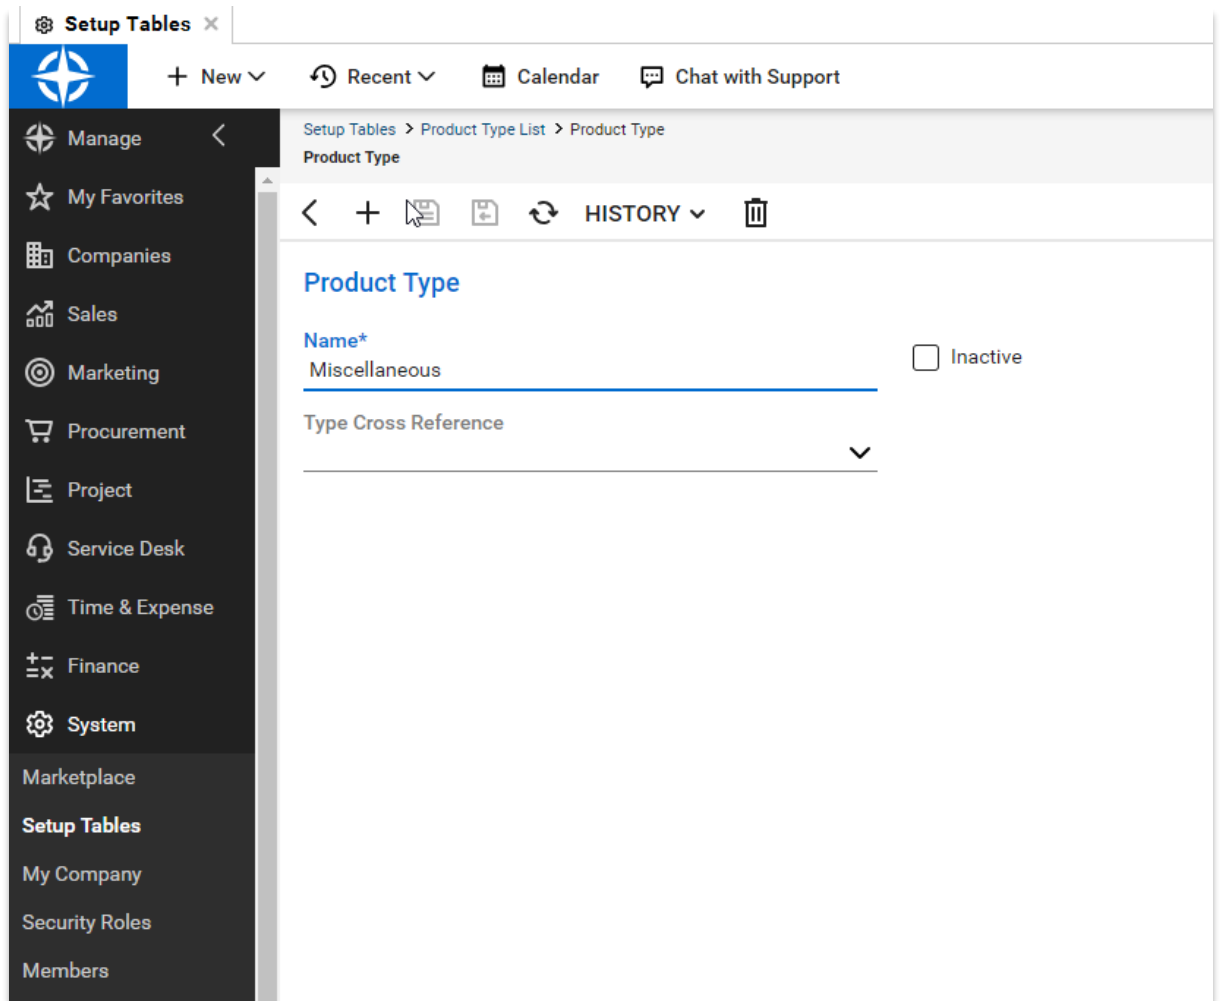 Setup Tables
New
Recent
Calendar
Chat with Support
Manage
My Favorites
Companies
Sales
Marketing
Procurement
Project
Service Desk
Time & Expense
Finance
System
Marketplace
Setup Tables
My Company
Security Roles
Members
Setup Tables > Product Type List > Product Type
Product Type
HISTORY
Product Type
Name*
Miscellaneous
Inactive
Type Cross Reference